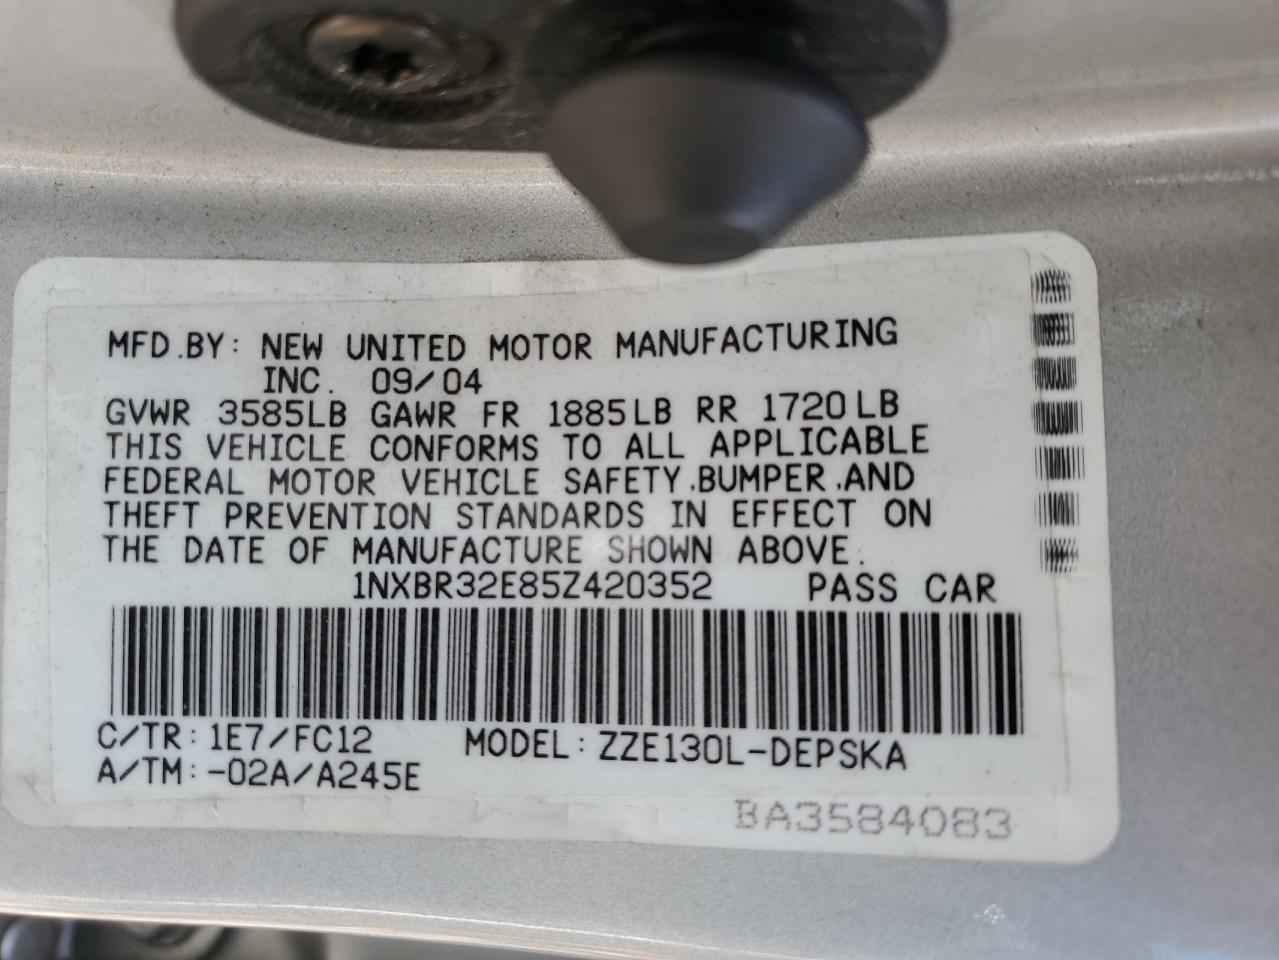 MFD.BY: NEW UNITED MOTOR MANUFACTURING
INC. 09/04
GVWR 3585LB GAWR FR 1885LB RR 1720LB
THIS VEHICLE CONFORMS TO ALL APPLICABLE
FEDERAL MOTOR VEHICLE SAFETY.BUMPER.AND
THEFT PREVENTION STANDARDS IN EFFECT ON
THE DATE OF MANUFACTURE SHOWN ABOVE.
1NXBR32E85Z420352 PASS CAR
C/TR:1E7/FC12 MODEL:ZZE130L-DEPSKA
A/TM:-02A/A245E
BA3584083